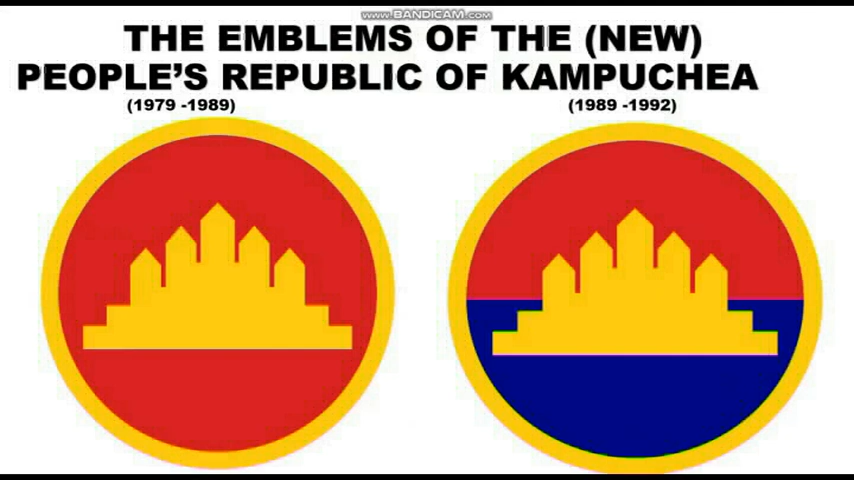 www.BANDICAM.com
THE EMBLEMS OF THE (NEW)
PEOPLE'S REPUBLIC OF KAMPUCHEA
(1979 -1989) (1989 -1992)